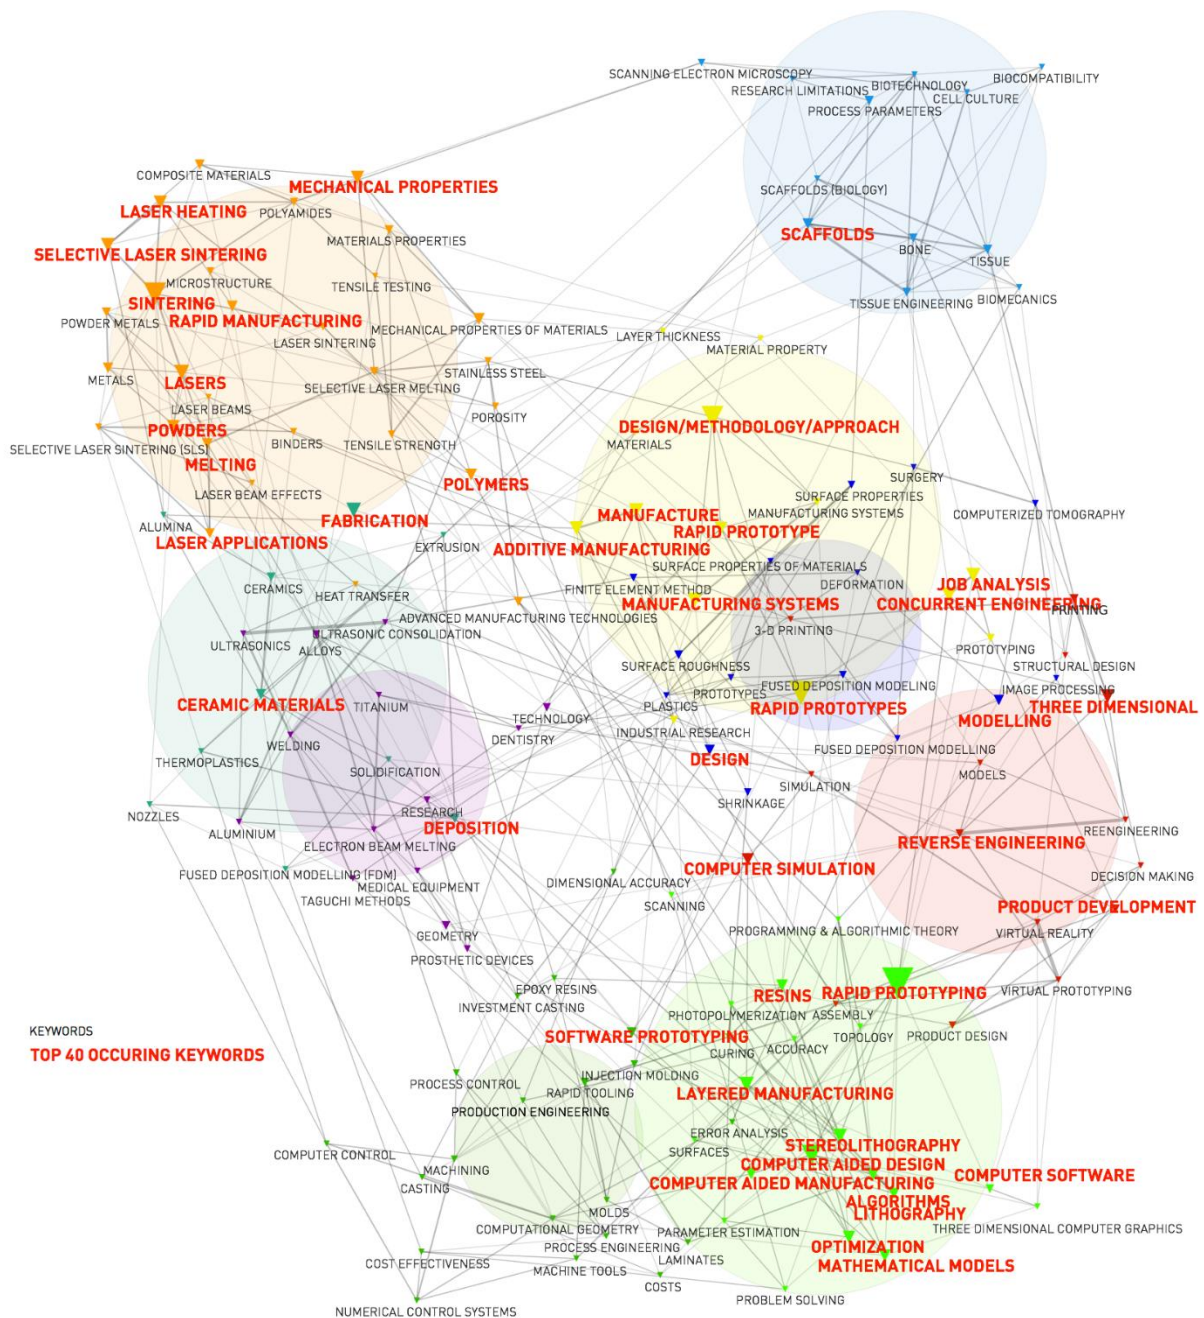 SCANNING ELECTRON MICROSCOPY
BIOCOMPATIBILITY
RESEARCH LIMITATIONS
BIOTECHNOLOGY
CELL CULTURE
PROCESS PARAMETERS
COMPOSITE MATERIALS
MECHANICAL PROPERTIES
SCAFFOLDS (BIOLOGY)
LASER HEATING
POLYAMIDES
SCAFFOLDS
MATERIALS PROPERTIES
BONE
SELECTIVE LASER SINTERING
TISSUE
MICROSTRUCTURE
TENSILE TESTING
SINTERING
TISSUE ENGINEERING
BIOMECANICS
RAPID MANUFACTURING
POWDER METALS
MECHANICAL PROPERTIES OF MATERIALS
LASER SINTERING
LAYER THICKNESS
MATERIAL PROPERTY
STAINLESS STEEL
METALS
LASERS
SELECTIVE LASER MELTING
LASER BEAMS
POROSITY
DESIGN/METHODOLOGY/APPROACH
POWDERS
BINDERS
MATERIALS
SELECTIVE LASER SINTERING (SLS)
TENSILE STRENGTH
MELTING
SURGERY
POLYMERS
LASER BEAM EFFECTS
SURFACE PROPERTIES
MANUFACTURING SYSTEMS
MANUFACTURE
COMPUTERIZED TOMOGRAPHY
FABRICATION
ALUMINA
RAPID PROTOTYPE
LASER APPLICATIONS
EXTRUSION
ADDITIVE MANUFACTURING
SURFACE PROPERTIES OF MATERIALS
DEFORMATION
JOB ANALYSIS
CERAMICS
HEAT TRANSFER
FINITE ELEMENT METHOD
MANUFACTURING SYSTEMS
CONCURRENT ENGINEERING
PRINTING
ADVANCED MANUFACTURING TECHNOLOGIES
3-D PRINTING
ULTRASONIC CONSOLIDATION
ULTRASONICS
ALLOYS
PROTOTYPING
SURFACE ROUGHNESS
STRUCTURAL DESIGN
FUSED DEPOSITION MODELING
IMAGE PROCESSING
PROTOTYPES
CERAMIC MATERIALS
TITANIUM
PLASTICS
RAPID PROTOTYPES
THREE DIMENSIONAL
TECHNOLOGY
MODELLING
INDUSTRIAL RESEARCH
DENTISTRY
WELDING
FUSED DEPOSITION MODELLING
THERMOPLASTICS
DESIGN
SOLIDIFICATION
MODELS
SIMULATION
SHRINKAGE
RESEARCH
NOZZLES
DEPOSITION
REENGINEERING
ALUMINIUM
REVERSE ENGINEERING
ELECTRON BEAM MELTING
COMPUTER SIMULATION
FUSED DEPOSITION MODELLING (FDM)
DECISION MAKING
DIMENSIONAL ACCURACY
MEDICAL EQUIPMENT
TAGUCHI METHODS
SCANNING
PRODUCT DEVELOPMENT
PROGRAMMING & ALGORITHMIC THEORY
VIRTUAL REALITY
GEOMETRY
PROSTHETIC DEVICES
EPOXY RESINS
RESINS
RAPID PROTOTYPING
VIRTUAL PROTOTYPING
INVESTMENT CASTING
PHOTOPOLYMERIZATION
ASSEMBLY
KEYWORDS
SOFTWARE PROTOTYPING
TOPOLOGY
PRODUCT DESIGN
ACCURACY
CURING
TOP 40 OCCURING KEYWORDS
INJECTION MOLDING
PROCESS CONTROL
RAPID TOOLING
LAYERED MANUFACTURING
PRODUCTION ENGINEERING
ERROR ANALYSIS
STEREOLITHOGRAPHY
SURFACES
COMPUTER CONTROL
COMPUTER AIDED DESIGN
MACHINING
COMPUTER SOFTWARE
COMPUTER AIDED MANUFACTURING
CASTING
ALGORITHMS
MOLDS
LITHOGRAPHY
COMPUTATIONAL GEOMETRY
PARAMETER ESTIMATION
THREE DIMENSIONAL COMPUTER GRAPHICS
PROCESS ENGINEERING
OPTIMIZATION
COST EFFECTIVENESS
LAMINATES
MATHEMATICAL MODELS
MACHINE TOOLS
COSTS
PROBLEM SOLVING
NUMERICAL CONTROL SYSTEMS